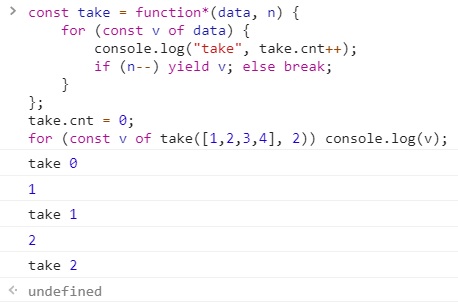 > const take = function*(data, n) {
    for (const v of data) {
        console.log("take", take.cnt++);
        if (n--) yield v; else break;
    }
};
take.cnt = 0;
for (const v of take([1,2,3,4], 2)) console.log(v);
take 0
1
take 1
2
take 2
<· undefined